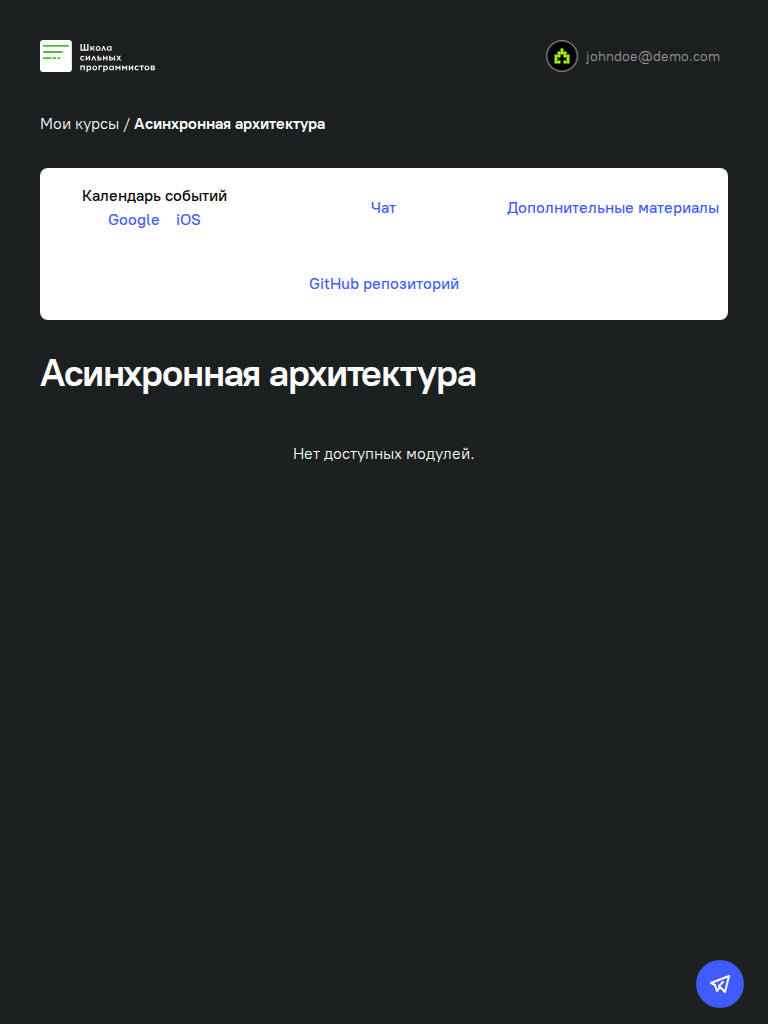 Школа
сильных
программистов
johndoe@demo.com
Мои курсы / Асинхронная архитектура
Календарь событий
Google iOS
Чат
Дополнительные материалы
GitHub репозиторий
Асинхронная архитектура
Нет доступных модулей.